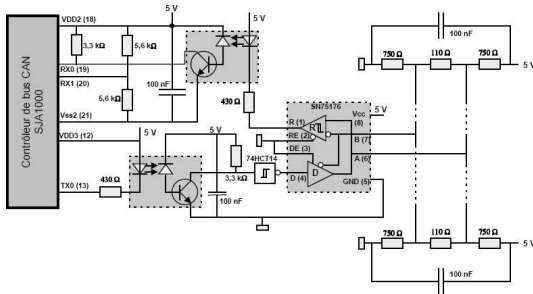 Contrôleur de bus CAN
SJA1000
VDD2 (18)
3,3 kΩ
5,6 kΩ
RX0 (19)
RX1 (20)
5,6 kΩ
Vss2 (21)
VDD3 (12)
TX0 (13)
430 Ω
5 V
5 V
100 nF
430Ω
5 V
5 V
5 V
3,3 kΩ
100 nF
74HCT14
SN75176
Vcc
(8)
5 V
R (1)
RE (2)
DE (3)
D (4)
R
D
B (7)
A (6)
GND (5)
100 nF
750 Ω
110 Ω
750 Ω
5 V
750 Ω
110 Ω
750 Ω
5 V
100 nF